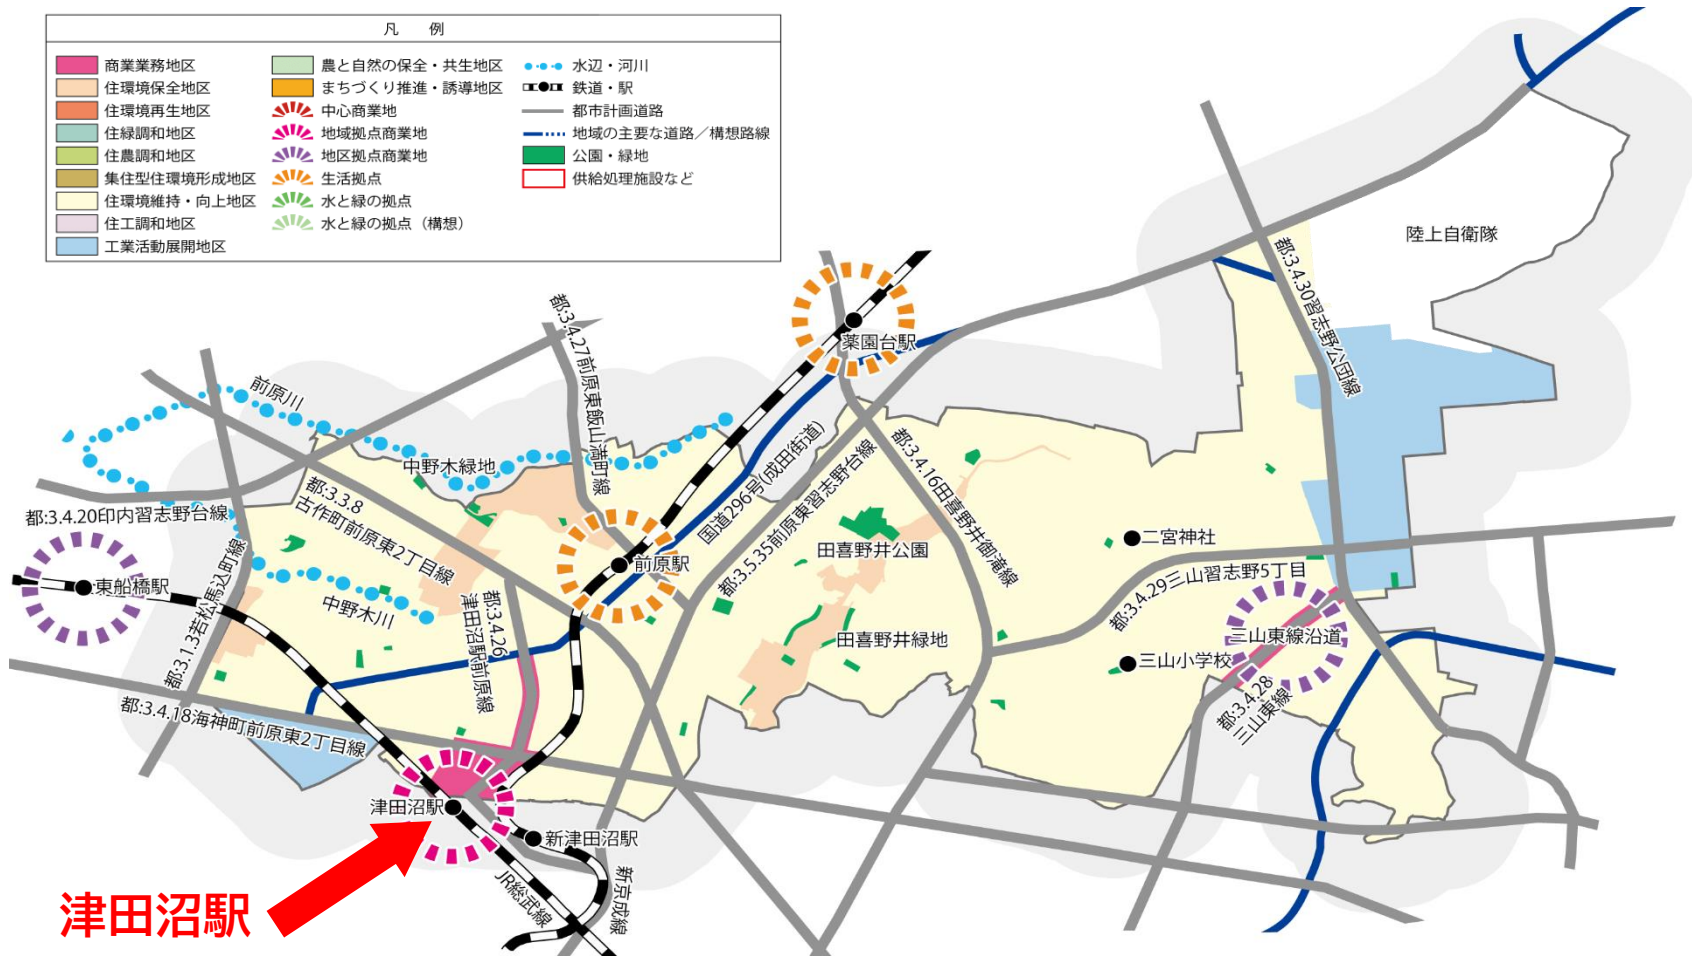 凡　例
商業業務地区
住環境保全地区
住環境再生地区
住緑調和地区
住農調和地区
集住型住環境形成地区
住環境維持・向上地区
住工調和地区
工業活動展開地区
農と自然の保全・共生地区
まちづくり推進・誘導地区
中心商業地
地域拠点商業地
地区拠点商業地
生活拠点
水と緑の拠点
水と緑の拠点（構想）
水辺・河川
鉄道・駅
都市計画道路
地域の主要な道路／構想路線
公園・緑地
供給処理施設など
陸上自衛隊
都:3.4.30習志野公団線
都:3.4.27前原東飯山満町線
薬園台駅
前原川
中野木緑地
都:3.3.8
古作町前原東2丁目線
都:3.4.20印内習志野台線
国道296号(成田街道)
都:3.5.35前原東習志野台線
都:3.4.16田喜野井御滝線
田喜野井公園
二宮神社
東船橋駅
前原駅
都:3.1.3若松馬込町線
中野木川
都:3.4.26
津田沼駅前原線
都:3.4.29三山習志野5丁目
三山東線沿道
田喜野井緑地
三山小学校
都:3.4.28
三山東線
都:3.4.18海神町前原東2丁目線
津田沼駅
新津田沼駅
JR総武線
新京成線
津田沼駅